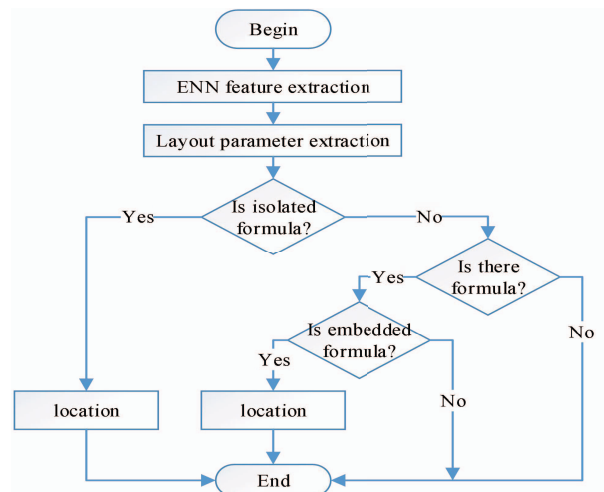 Begin
ENN feature extraction
Layout parameter extraction
Is isolated
formula?
Yes
No
Is there
formula?
Yes
No
Is embedded
formula?
Yes
No
location
location
End